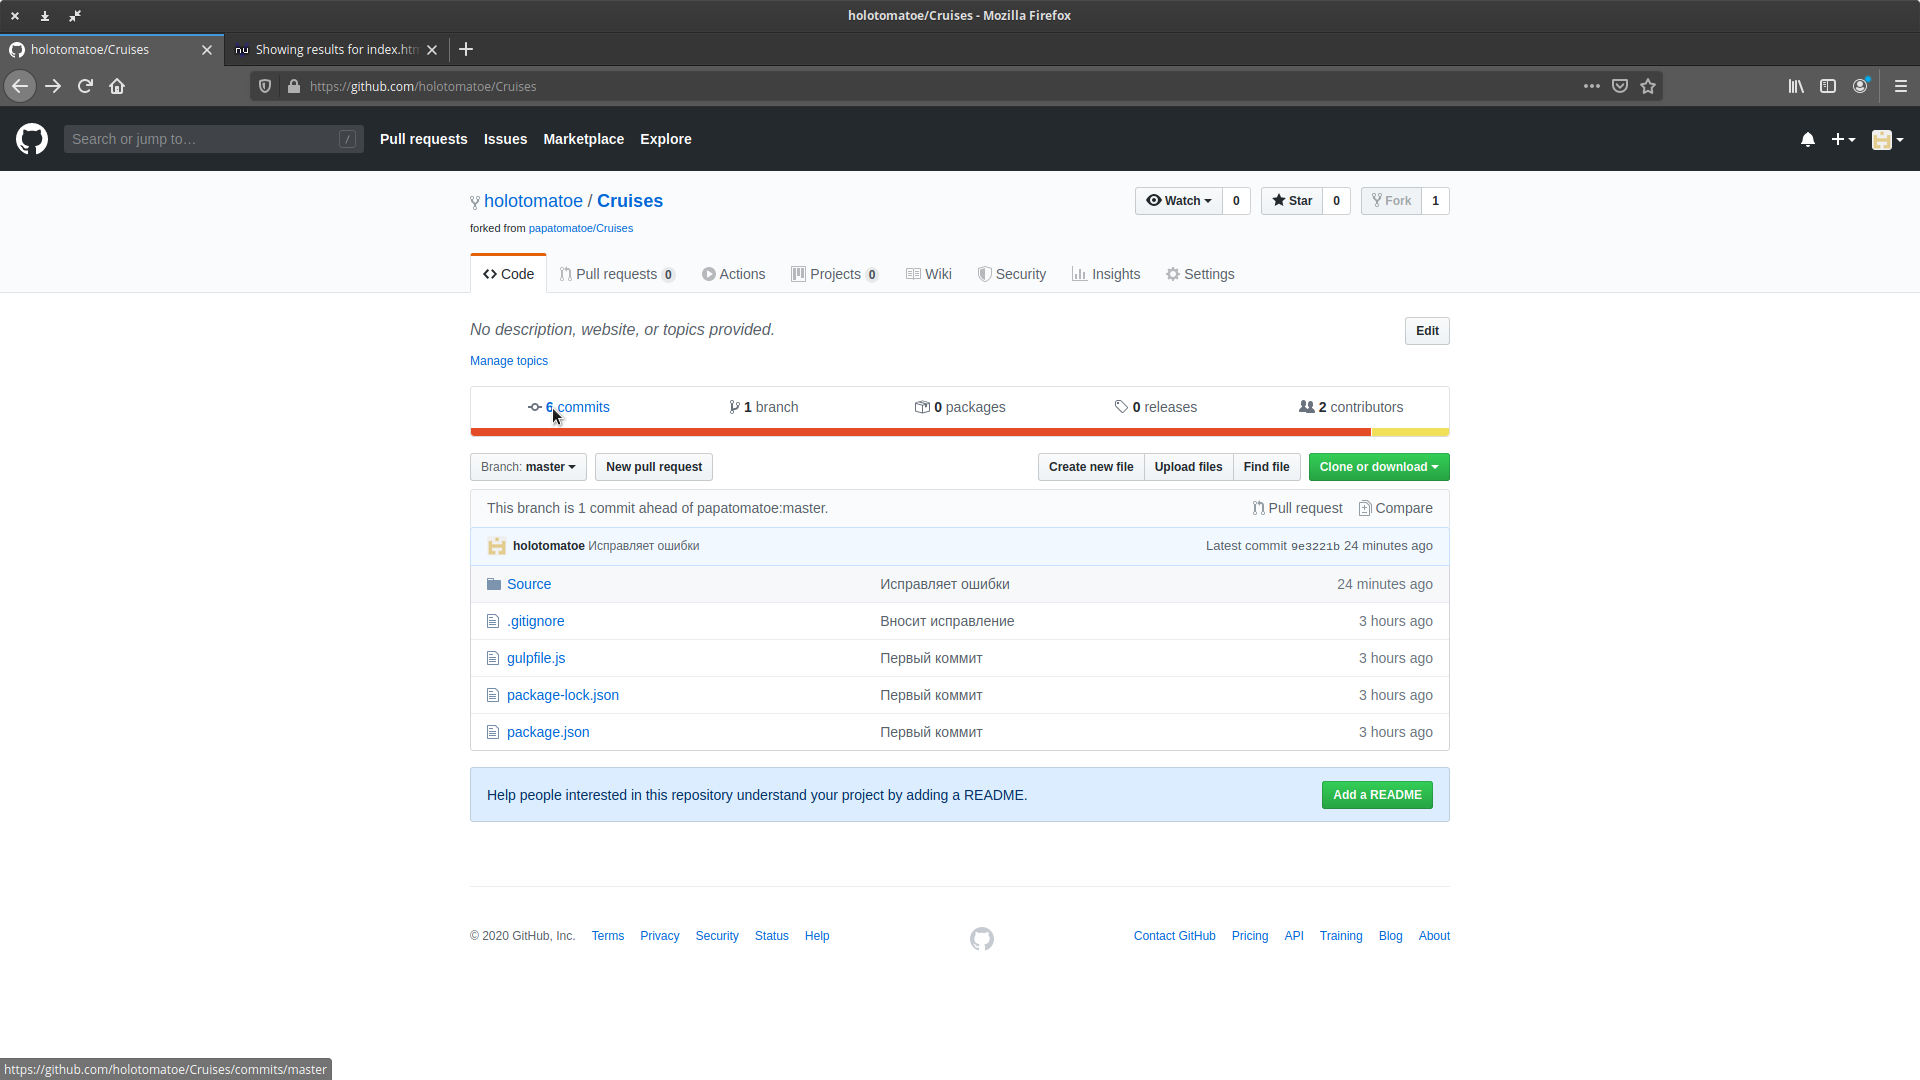 holotomatoe/Cruises - Mozilla Firefox
holotomatoe/Cruises
nu Showing results for index.htm
https://github.com/holotomatoe/Cruises
Search or jump to… /
Pull requests Issues Marketplace Explore
holotomatoe / Cruises
Watch 0 Star 0 Fork 1
forked from papatomatoe/Cruises
Code Pull requests 0 Actions Projects 0 Wiki Security Insights Settings
No description, website, or topics provided.
Edit
Manage topics
6 commits 1 branch 0 packages 0 releases 2 contributors
Branch: master New pull request Create new file Upload files Find file Clone or download
This branch is 1 commit ahead of papatomatoe:master. Pull request Compare
holotomatoe Исправляет ошибки Latest commit 9e3221b 24 minutes ago
Source Исправляет ошибки 24 minutes ago
.gitignore Вносит исправление 3 hours ago
gulpfile.js Первый коммит 3 hours ago
package-lock.json Первый коммит 3 hours ago
package.json Первый коммит 3 hours ago
Help people interested in this repository understand your project by adding a README. Add a README
© 2020 GitHub, Inc. Terms Privacy Security Status Help Contact GitHub Pricing API Training Blog About
https://github.com/holotomatoe/Cruises/commits/master